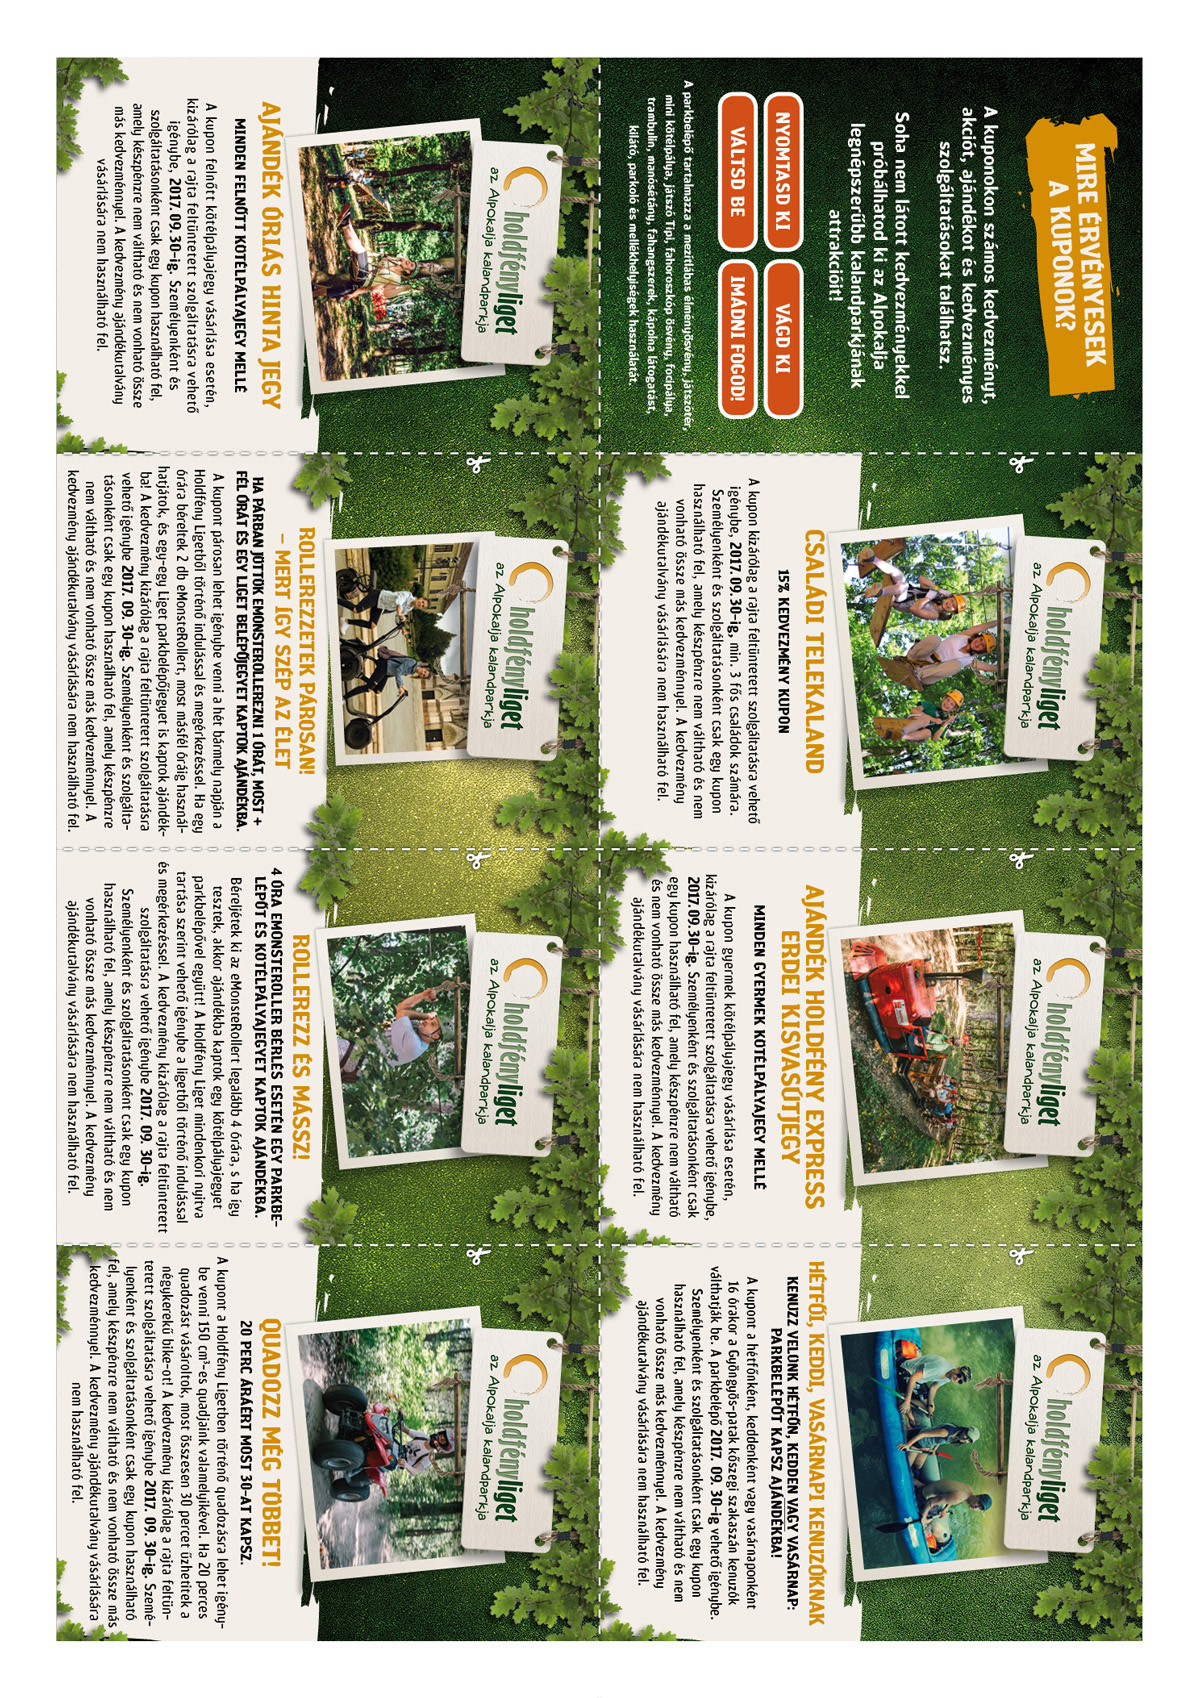 MIRE ÉRVÉNYESEK
A KUPONOK?
A kuponokon számos kedvezményt,
akciót, ajándékot és kedvezményes
szolgáltatásokat találhatsz.
Soha nem látott kedvezményekkel
próbálhatod ki az Alpokalja
legnépszerűbb kalandparkjának
attrakcióit!
NYOMTASD KI
VÁGD KI
VÁLTSD BE
IMÁDNI FOGOD!
A parkbelépő tartalmazza a mezítlábas élményösvény, játszótér,
mini kötélpálya, játszó Tipi, fahoroszkóp ösvény, focipálya,
trambulin, manósétány, fahangszerek, kápolna látogatást,
kilátó, parkoló és mellékhelyiségek használatát.
holdfényliget
az Alpokalja kalandparkja
CSALÁDI TELEKALAND
15% KEDVEZMÉNY KUPON
A kupon kizárólag a rajta feltüntetett szolgáltatásra vehető
igénybe, 2017. 09. 30-ig, min. 3 fős családok számára.
Személyenként és szolgáltatásonként csak egy kupon
használható fel, amely készpénzre nem váltható és nem
vonható össze más kedvezménnyel. A kedvezmény
ajándékutalvány vásárlására nem használható fel.
holdfényliget
az Alpokalja kalandparkja
AJÁNDÉK HOLDFÉNY EXPRESS
ERDEI KISVASÚTJEGY
MINDEN GYERMEK KÖTÉLPÁLYAJEGY MELLÉ
A kupon gyermek kötélpályajegy vásárlása esetén,
kizárólag a rajta feltüntetett szolgáltatásra vehető igénybe,
2017. 09. 30-ig. Személyenként és szolgáltatásonként csak
egy kupon használható fel, amely készpénzre nem váltható
és nem vonható össze más kedvezménnyel. A kedvezmény
ajándékutalvány vásárlására nem használható fel.
holdfényliget
az Alpokalja kalandparkja
HÉTFŐI, KEDDI, VASÁRNAPI KENUZÓKNAK
KENUZZ VELÜNK HÉTFŐN, KEDDEN VAGY VASÁRNAP:
PARKBELÉPŐT KAPSZ AJÁNDÉKBA!
A kupont a hétfőnként, keddenként vagy vasárnaponként
16 órakor a Gyöngyös-patak kőszegi szakaszán kenuzók
válthatják be. A parkbelépő 2017. 09. 30-ig vehető igénybe.
Személyenként és szolgáltatásonként csak egy kupon
használható fel, amely készpénzre nem váltható és nem
vonható össze más kedvezménnyel. A kedvezmény
ajándékutalvány vásárlására nem használható fel.
holdfényliget
az Alpokalja kalandparkja
AJÁNDÉK ÓRIÁS HINTA JEGY
MINDEN FELNŐTT KÖTÉLPÁLYAJEGY MELLÉ
A kupon felnőtt kötélpályajegy vásárlása esetén,
kizárólag a rajta feltüntetett szolgáltatásra vehető
igénybe, 2017. 09. 30-ig. Személyenként és
szolgáltatásonként csak egy kupon használható fel,
amely készpénzre nem váltható és nem vonható össze
más kedvezménnyel. A kedvezmény ajándékutalvány
vásárlására nem használható fel.
holdfényliget
az Alpokalja kalandparkja
ROLLEREZZETEK PÁROSAN!
– MERT ÍGY SZÉP AZ ÉLET
HA PÁRBAN JÖTTÖK EMONSTEROLLEREZNI 1 ÓRÁT, MOST +
FÉL ÓRÁT ÉS EGY LIGET BELÉPŐJEGYET KAPTOK AJÁNDÉKBA.
A kupont párosan lehet igénybe venni a hét bármely napján a
Holdfény Ligetből történő indulással és megérkezéssel. Ha egy
órára béreltek 2 db eMonsteRollert, most másfél óráig használ-
hatjátok, és egy-egy Liget parkbelépőjegyet is kaptok ajándék-
ba! A kedvezmény kizárólag a rajta feltüntetett szolgáltatásra
vehető igénybe 2017. 09. 30-ig. Személyenként és szolgálta-
tásonként csak egy kupon használható fel, amely készpénzre
nem váltható és nem vonható össze más kedvezménnyel. A
kedvezmény ajándékutalvány vásárlására nem használható fel.
holdfényliget
az Alpokalja kalandparkja
ROLLEREZZ ÉS MÁSSZ!
4 ÓRA EMONSTEROLLER BÉRLÉS ESETÉN EGY PARKBE-
LÉPŐT ÉS KÖTÉLPÁLYAJEGYET KAPTOK AJÁNDÉKBA.
Béreljétek ki az eMonsteRollert legalább 4 órára, s ha így
tesztek, akkor ajándékba kaptok egy kötélpályajegyet
parkbelépővel együtt! A Holdfény Liget mindenkori nyitva
tartása szerint vehető igénybe a ligetből történő indulással
és megérkezéssel. A kedvezmény kizárólag a rajta feltüntetett
szolgáltatásra vehető igénybe 2017. 09. 30-ig.
Személyenként és szolgáltatásonként csak egy kupon
használható fel, amely készpénzre nem váltható és nem
vonható össze más kedvezménnyel. A kedvezmény
ajándékutalvány vásárlására nem használható fel.
holdfényliget
az Alpokalja kalandparkja
QUADOZZ MÉG TÖBBET!
20 PERC ÁRÁÉRT MOST 30-AT KAPSZ.
A kupont a Holdfény Ligetben történő quadozásra lehet igény-
be venni 150 cm³-es quadjaink valamelyikével. Ha 20 perces
quadozást vásároltok, most összesen 30 percet űzhetitek a
négykerekű bike-ot! A kedvezmény kizárólag a rajta feltün-
tetett szolgáltatásra vehető igénybe 2017. 09. 30-ig. Szemé-
lyenként és szolgáltatásonként csak egy kupon használható
fel, amely készpénzre nem váltható és nem vonható össze más
kedvezménnyel. A kedvezmény ajándékutalvány vásárlására
nem használható fel.
holdfényliget
az Alpokalja kalandparkja